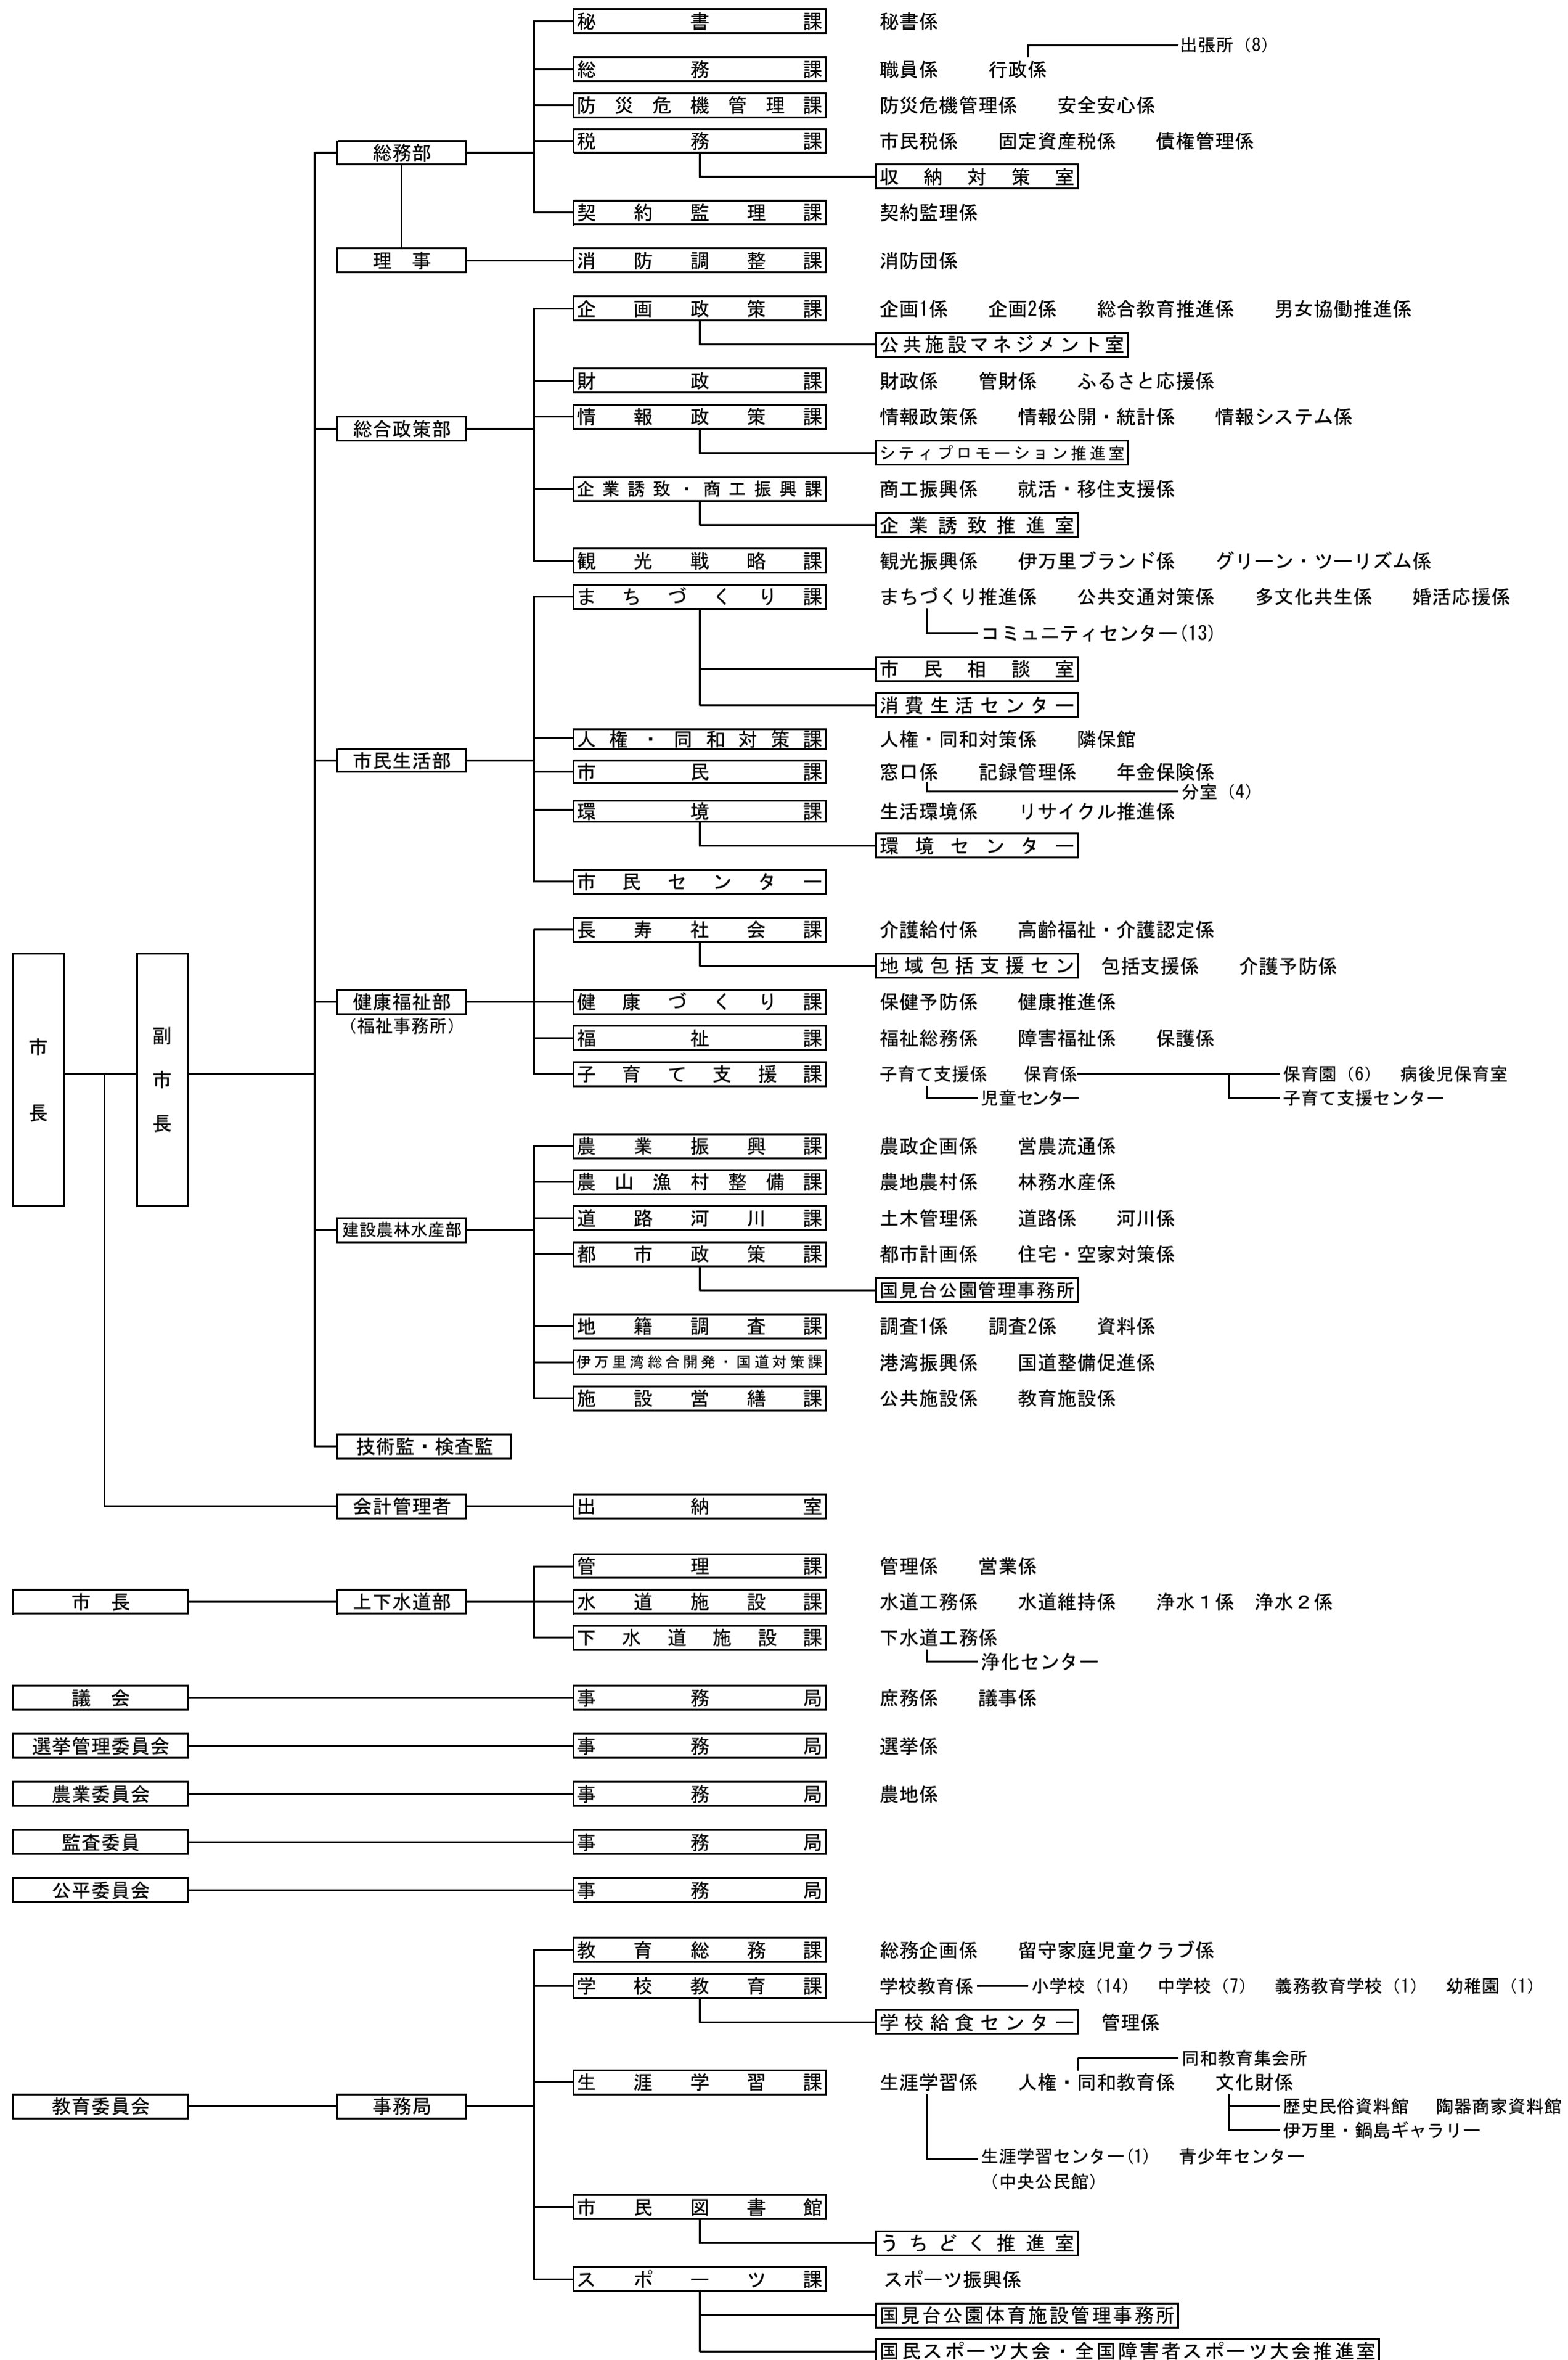 秘書課 秘書係
出張所（8）
総務課 職員係 行政係
防災危機管理課 防災危機管理係 安全安心係
税務課 市民税係 固定資産税係 債権管理係
総務部
収納対策室
契約監理課 契約監理係
理事 消防調整課 消防団係
企画政策課 企画1係 企画2係 総合教育推進係 男女協働推進係
公共施設マネジメント室
財政課 財政係 管財係 ふるさと応援係
情報政策課 情報政策係 情報公開・統計係 情報システム係
総合政策部
シティプロモーション推進室
企業誘致・商工振興課 商工振興係 就活・移住支援係
企業誘致推進室
観光戦略課 観光振興係 伊万里ブランド係 グリーン・ツーリズム係
まちづくり課 まちづくり推進係 公共交通対策係 多文化共生係 婚活応援係
コミュニティセンター(13)
市民相談室
消費生活センター
人権・同和対策課 人権・同和対策係 隣保館
市民生活部
市民課 窓口係 記録管理係 年金保険係
分室（4）
環境課 生活環境係 リサイクル推進係
環境センター
市民センター
長寿社会課 介護給付係 高齢福祉・介護認定係
地域包括支援セン 包括支援係 介護予防係
健康福祉部 健康づくり課 保健予防係 健康推進係
（福祉事務所）
福祉課 福祉総務係 障害福祉係 保護係
市長 副市長
子育て支援課 子育て支援係 保育係 保育園（6） 病後児保育室
児童センター 子育て支援センター
農業振興課 農政企画係 営農流通係
農山漁村整備課 農地農村係 林務水産係
道路河川課 土木管理係 道路係 河川係
建設農林水産部
都市政策課 都市計画係 住宅・空家対策係
国見台公園管理事務所
地籍調査課 調査1係 調査2係 資料係
伊万里湾総合開発・国道対策課 港湾振興係 国道整備促進係
施設営繕課 公共施設係 教育施設係
技術監・検査監
会計管理者 出納室
管理課 管理係 営業係
市長 上下水道部 水道施設課 水道工務係 水道維持係 浄水１係 浄水２係
下水道施設課 下水道工務係
浄化センター
議会 事務局 庶務係 議事係
選挙管理委員会 事務局 選挙係
農業委員会 事務局 農地係
監査委員 事務局
公平委員会 事務局
教育総務課 総務企画係 留守家庭児童クラブ係
学校教育課 学校教育係 小学校（14） 中学校（7） 義務教育学校（1） 幼稚園（1）
学校給食センター 管理係
同和教育集会所
生涯学習課 生涯学習係 人権・同和教育係 文化財係
教育委員会 事務局 歴史民俗資料館 陶器商家資料館
伊万里・鍋島ギャラリー
生涯学習センター(1) 青少年センター
（中央公民館）
市民図書館
うちどく推進室
スポーツ課 スポーツ振興係
国見台公園体育施設管理事務所
国民スポーツ大会・全国障害者スポーツ大会推進室